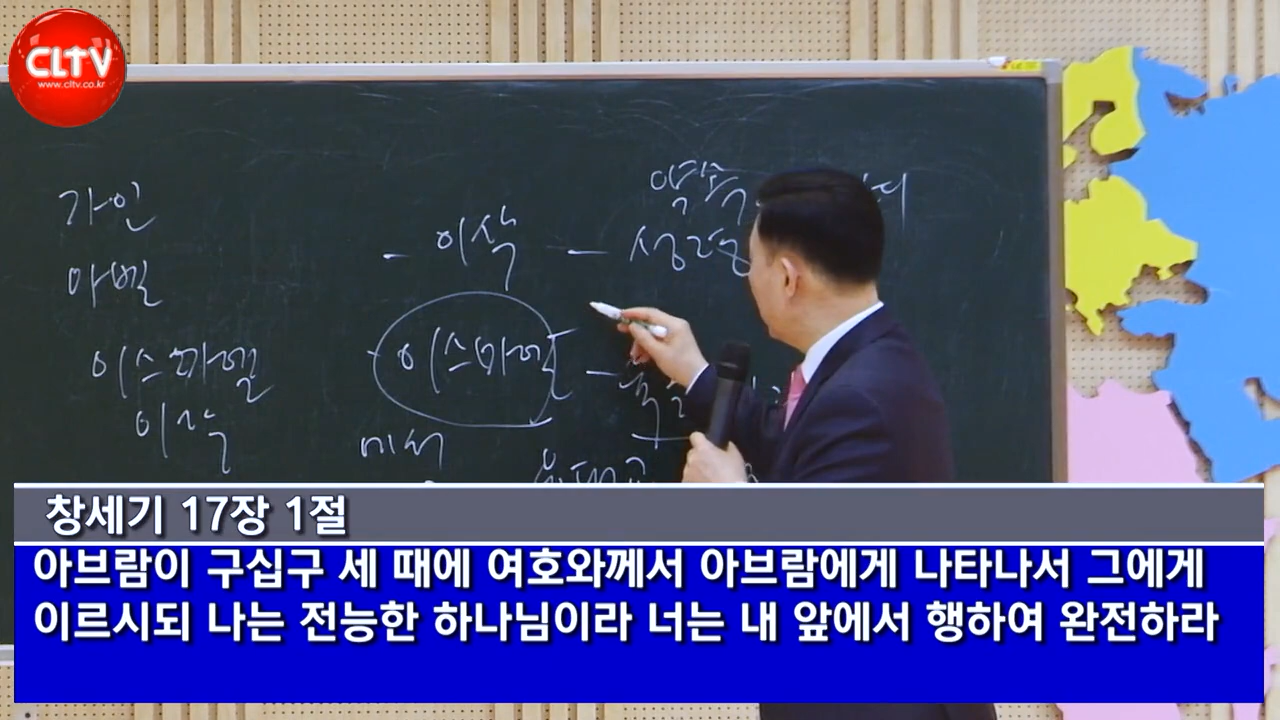 CLTV
www.cltv.co.kr
가인
아벨
이스마엘
이삭
- 이삭 - 성령
약속
이스마엘 -
창세기 17장 1절
아브람이 구십구 세 때에 여호와께서 아브람에게 나타나서 그에게
이르시되 나는 전능한 하나님이라 너는 내 앞에서 행하여 완전하라